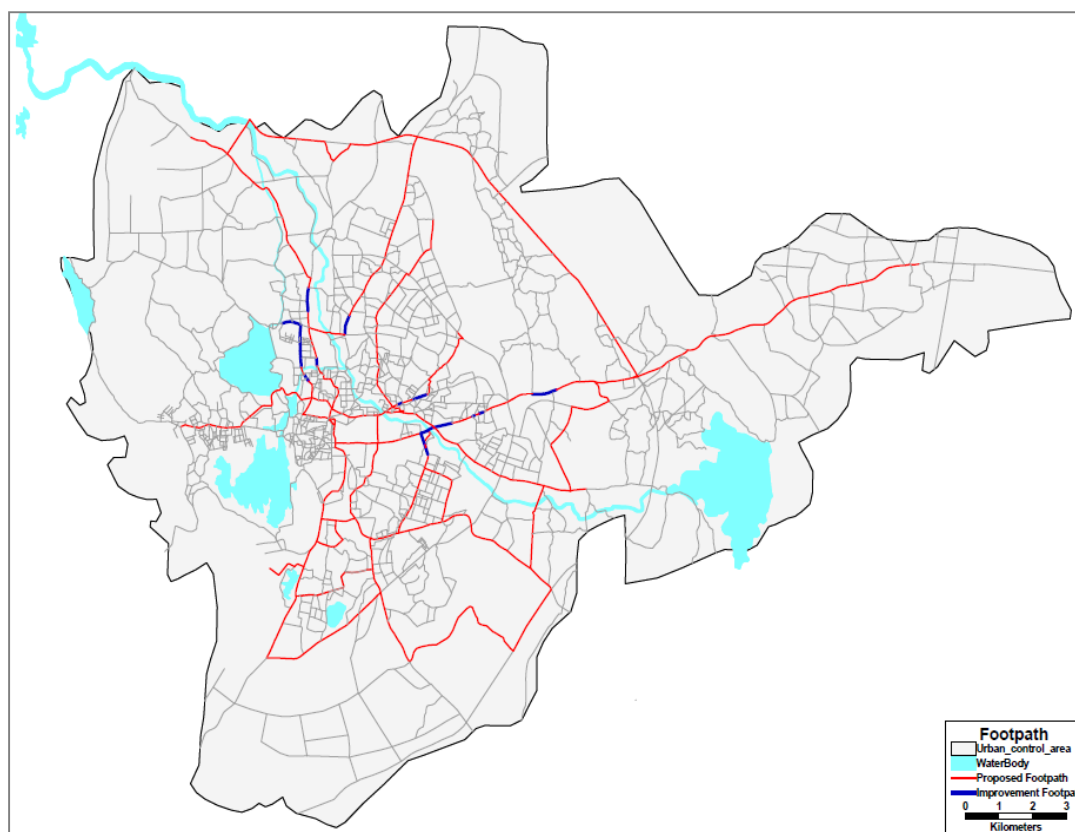 Footpath
Urban_control_area
WaterBody
Proposed Footpath
Improvement Footpa
0 1 2 3
Kilometers